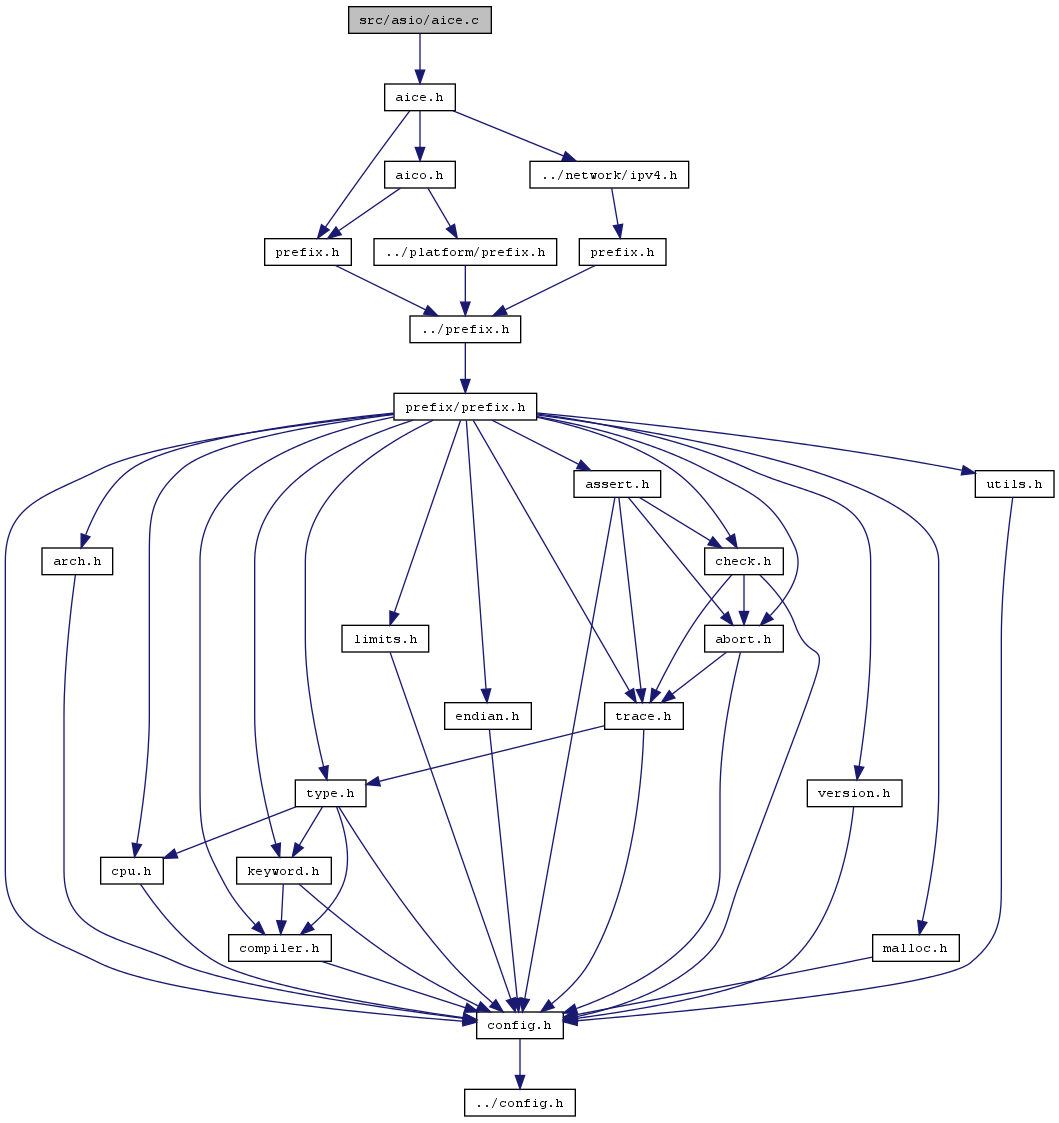 src/asio/aice.c
aice.h
aico.h
../network/ipv4.h
prefix.h
../platform/prefix.h
prefix.h
../prefix.h
prefix/prefix.h
assert.h
utils.h
arch.h
check.h
limits.h
abort.h
endian.h
trace.h
type.h
version.h
cpu.h
keyword.h
compiler.h
malloc.h
config.h
../config.h